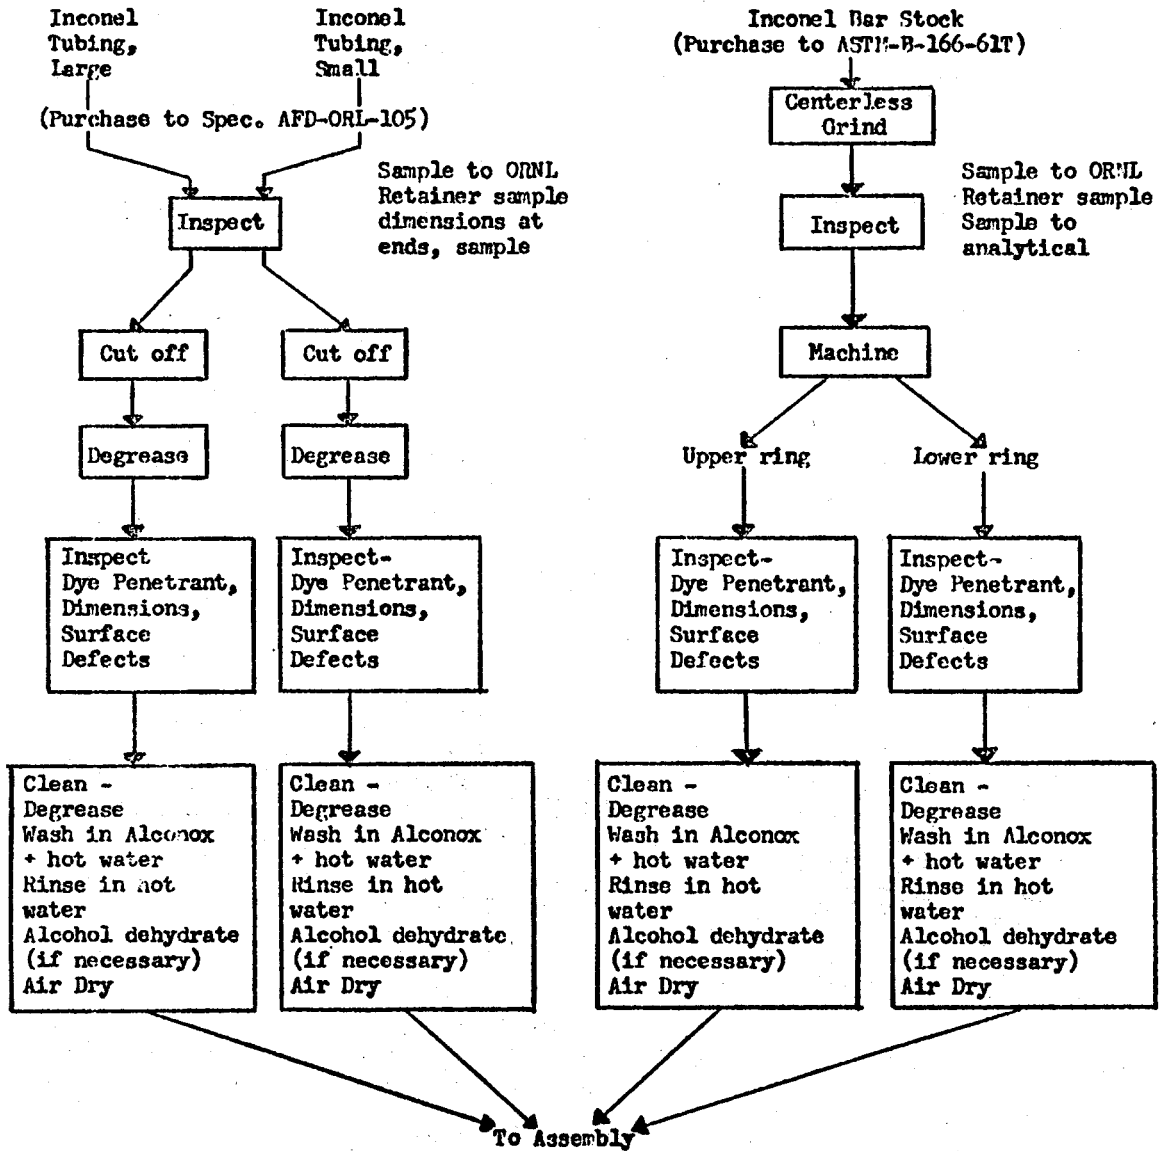 Inconel
Tubing,
Large
Inconel
Tubing,
Small
(Purchase to Spec. AFD-ORL-105)
Sample to ORNL
Retainer sample
dimensions at
ends, sample
Inspect
Cut off
Cut off
Degrease
Degrease
Inspect
Dye Penetrant,
Dimensions,
Surface
Defects
Inspect-
Dye Penetrant,
Dimensions,
Surface
Defects
Clean -
Degrease
Wash in Alconox
+ hot water
Rinse in hot
water
Alcohol dehydrate
(if necessary)
Air Dry
Clean -
Degrease
Wash in Alconox
+ hot water
Rinse in hot
water
Alcohol dehydrate
(if necessary)
Air Dry
Inconel Bar Stock
(Purchase to ASTM-B-166-61T)
Centerless
Grind
Sample to ORNL
Retainer sample
Sample to
analytical
Inspect
Machine
Upper ring
Lower ring
Inspect-
Dye Penetrant,
Dimensions,
Surface
Defects
Inspect-
Dye Penetrant,
Dimensions,
Surface
Defects
Clean -
Degrease
Wash in Alconox
+ hot water
Rinse in hot
water
Alcohol dehydrate
(if necessary)
Air Dry
Clean -
Degrease
Wash in Alconox
+ hot water
Rinse in hot
water
Alcohol dehydrate
(if necessary)
Air Dry
To Assembly